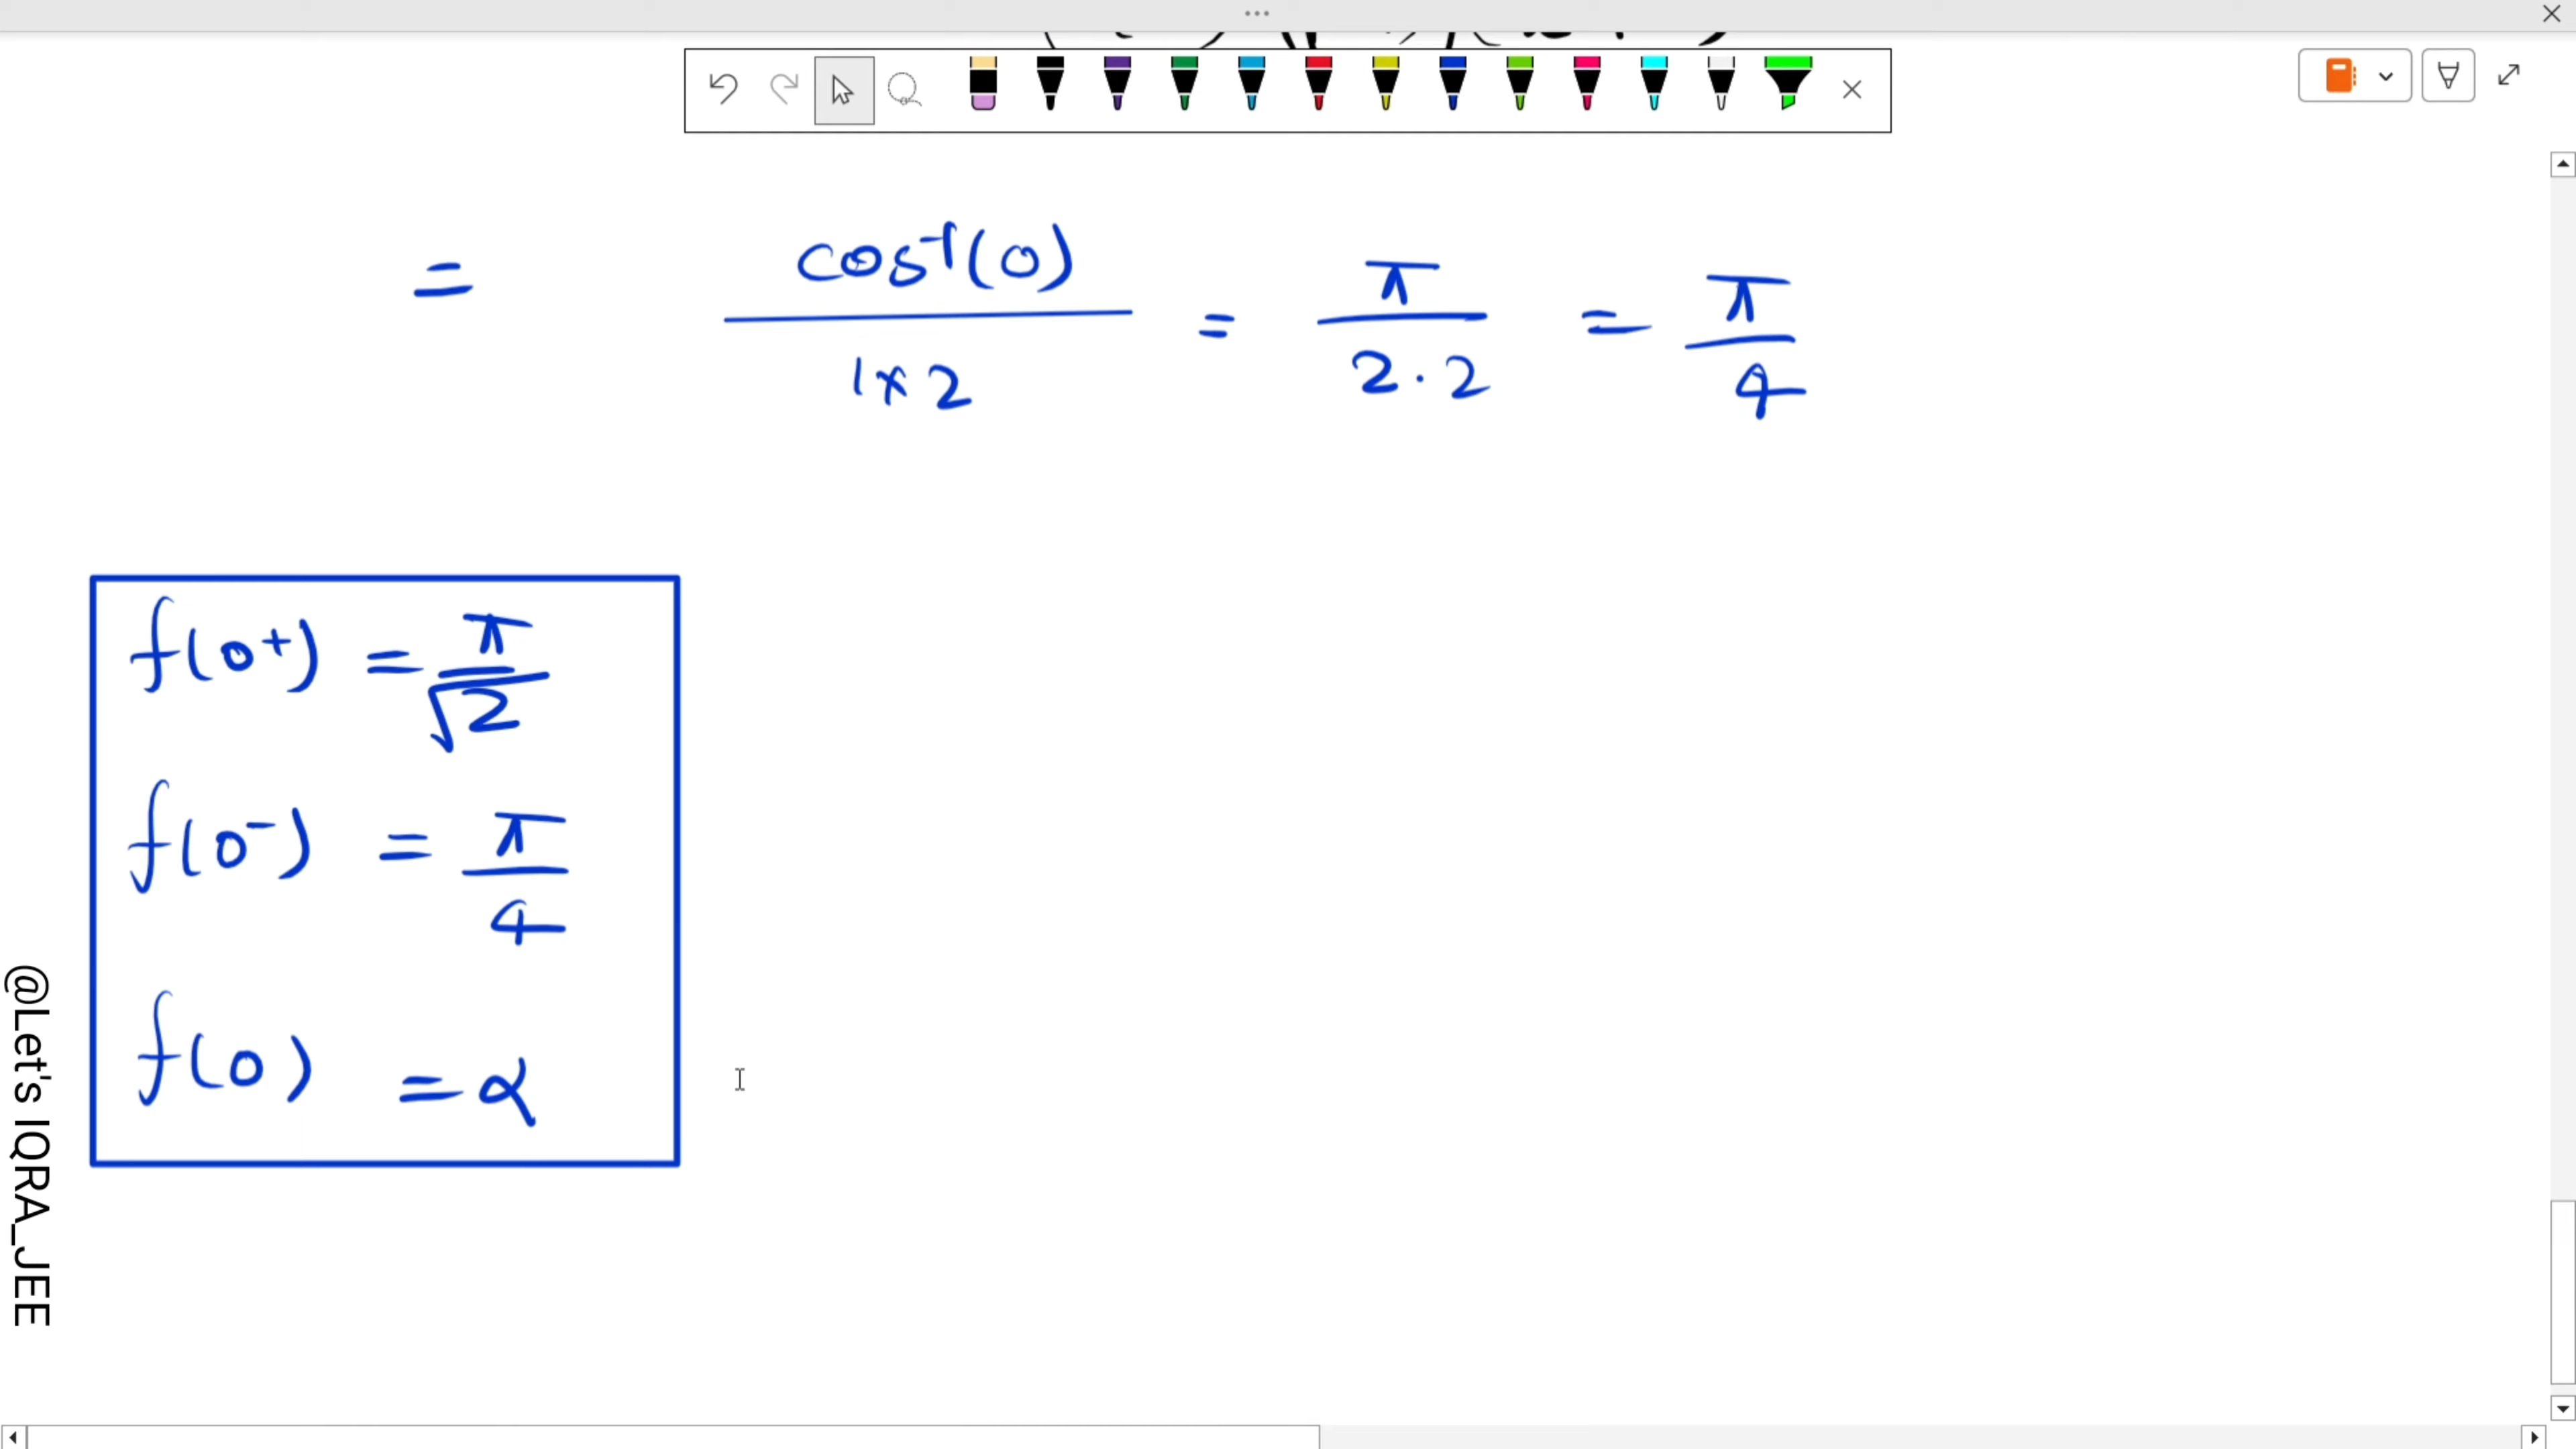 = cos⁻¹(0) / 1×2 = π / 2·2 = π / 4
f(0⁺) = π / √2
f(0⁻) = π / 4
f(0) = α
@Let's IQRA_JEE